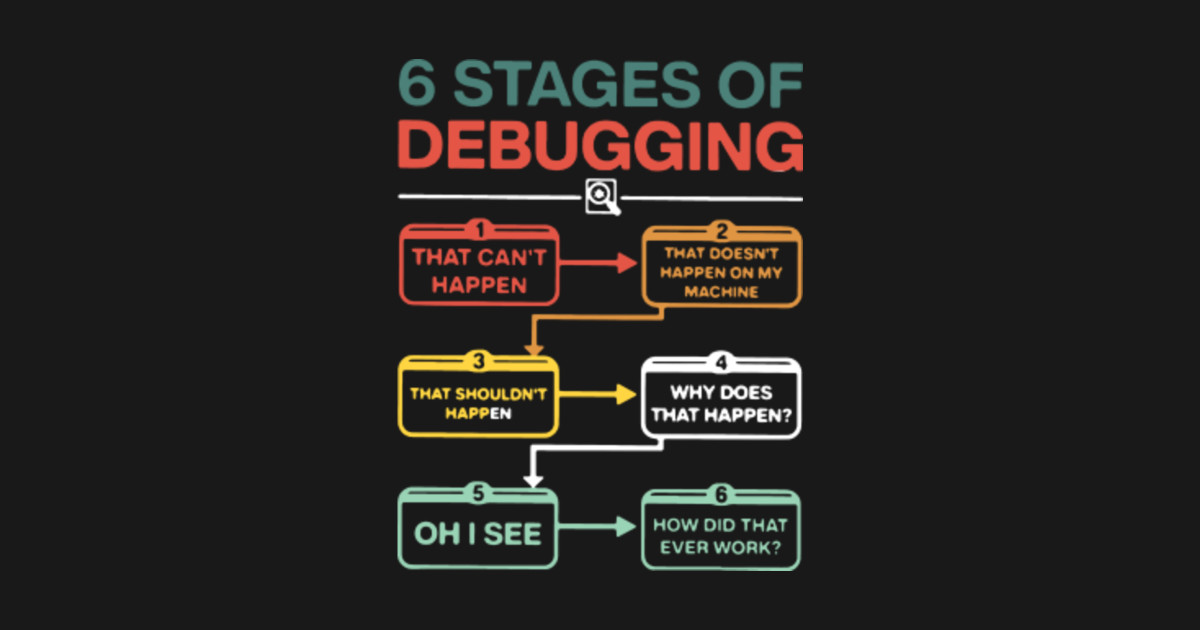 6 STAGES OF
DEBUGGING
1
THAT CAN'T
HAPPEN
2
THAT DOESN'T
HAPPEN ON MY
MACHINE
3
THAT SHOULDN'T
HAPPEN
4
WHY DOES
THAT HAPPEN?
5
OH I SEE
6
HOW DID THAT
EVER WORK?